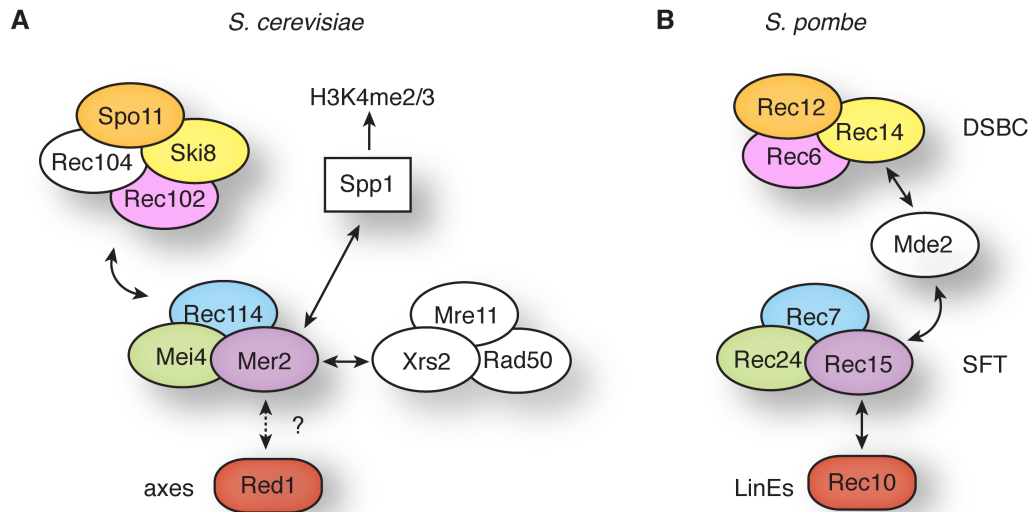 A
S. cerevisiae
Spo11
Rec104
Ski8
Rec102
H3K4me2/3
Spp1
Rec114
Mei4
Mer2
Mre11
Xrs2
Rad50
?
axes
Red1
B
S. pombe
Rec12
Rec14
Rec6
DSBC
Mde2
Rec7
Rec24
Rec15
SFT
LinEs
Rec10